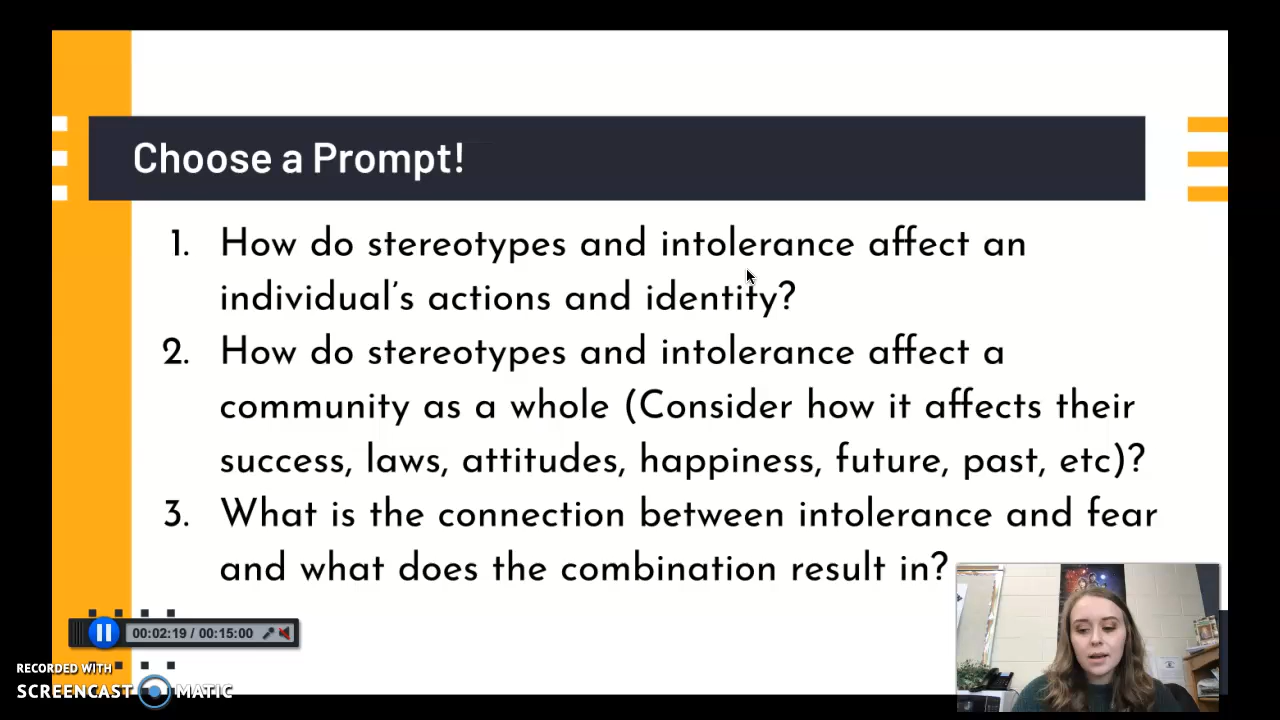 Choose a Prompt!
1. How do stereotypes and intolerance affect an
individual's actions and identity?
2. How do stereotypes and intolerance affect a
community as a whole (Consider how it affects their
success, laws, attitudes, happiness, future, past, etc)?
3. What is the connection between intolerance and fear
and what does the combination result in?
00:02:19 / 00:15:00
RECORDED WITH
SCREENCAST MATIC